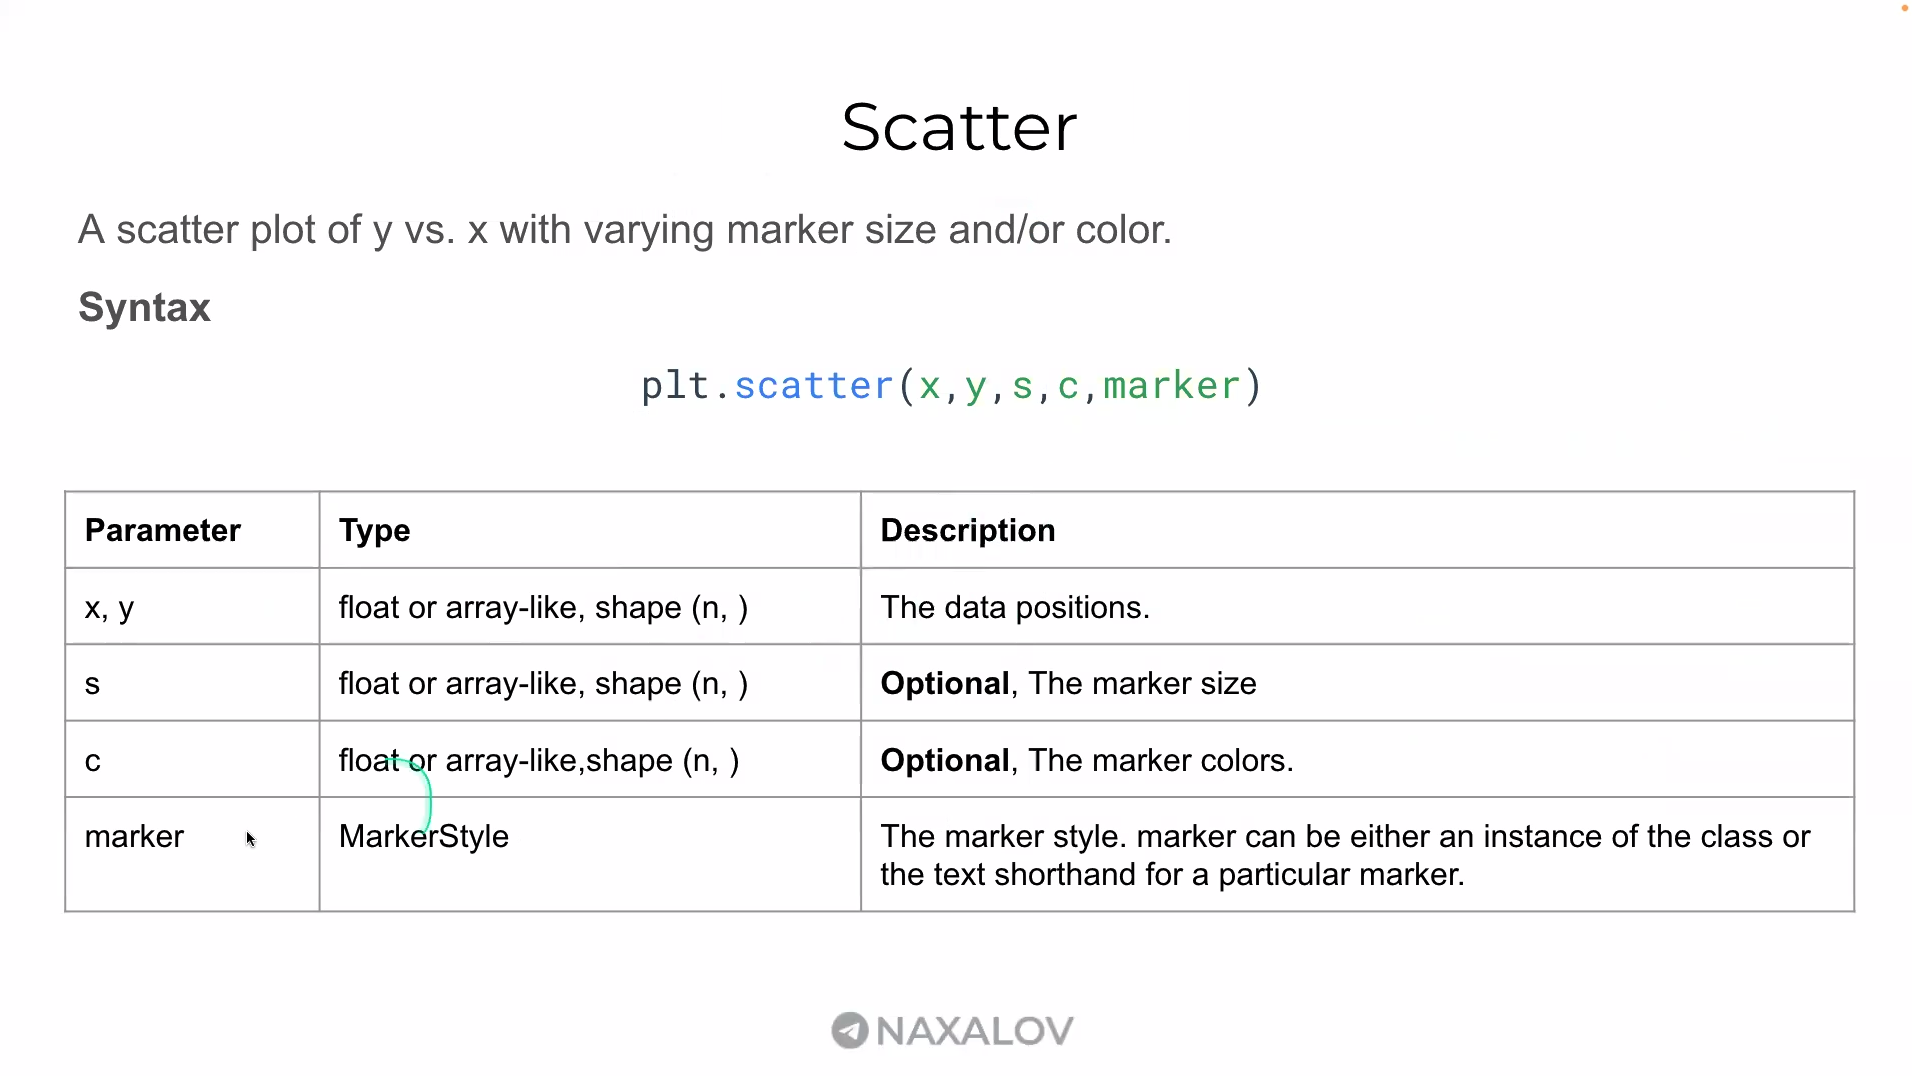 Scatter
A scatter plot of y vs. x with varying marker size and/or color.
Syntax
plt.scatter(x,y,s,c,marker)
Parameter Type Description
x, y float or array-like, shape (n, ) The data positions.
s float or array-like, shape (n, ) Optional, The marker size
c float or array-like,shape (n, ) Optional, The marker colors.
marker MarkerStyle The marker style. marker can be either an instance of the class or
the text shorthand for a particular marker.
NAXALOV